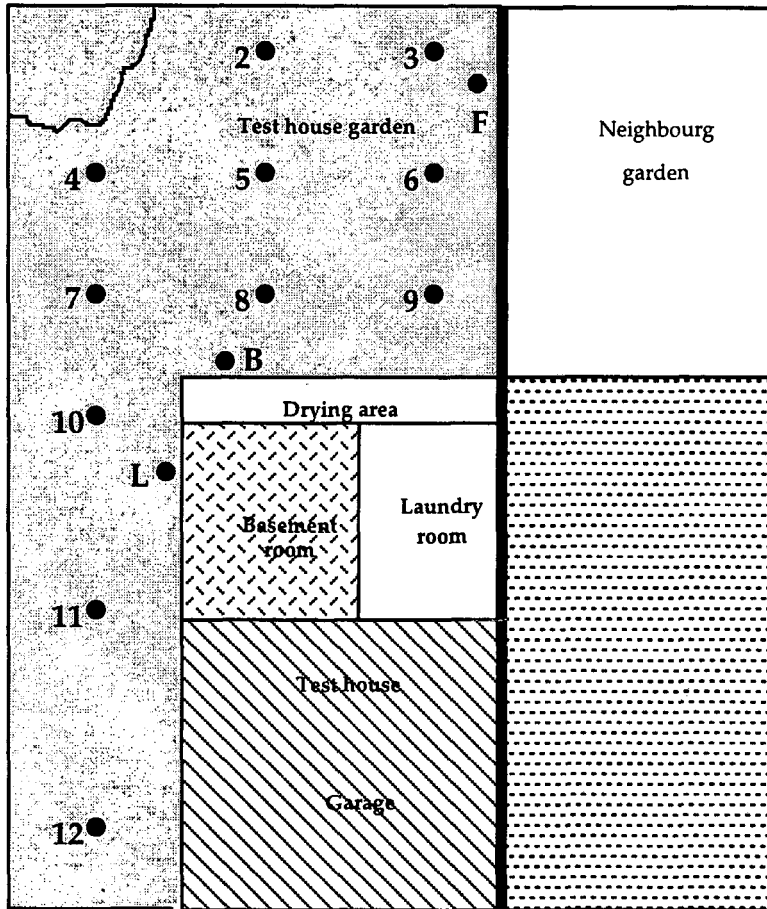 2
3
F
Test house garden
Neighbourg
garden
4
5
6
7
8
9
B
Drying area
10
L
Basement
room
Laundry
room
11
Test house
Garage
12